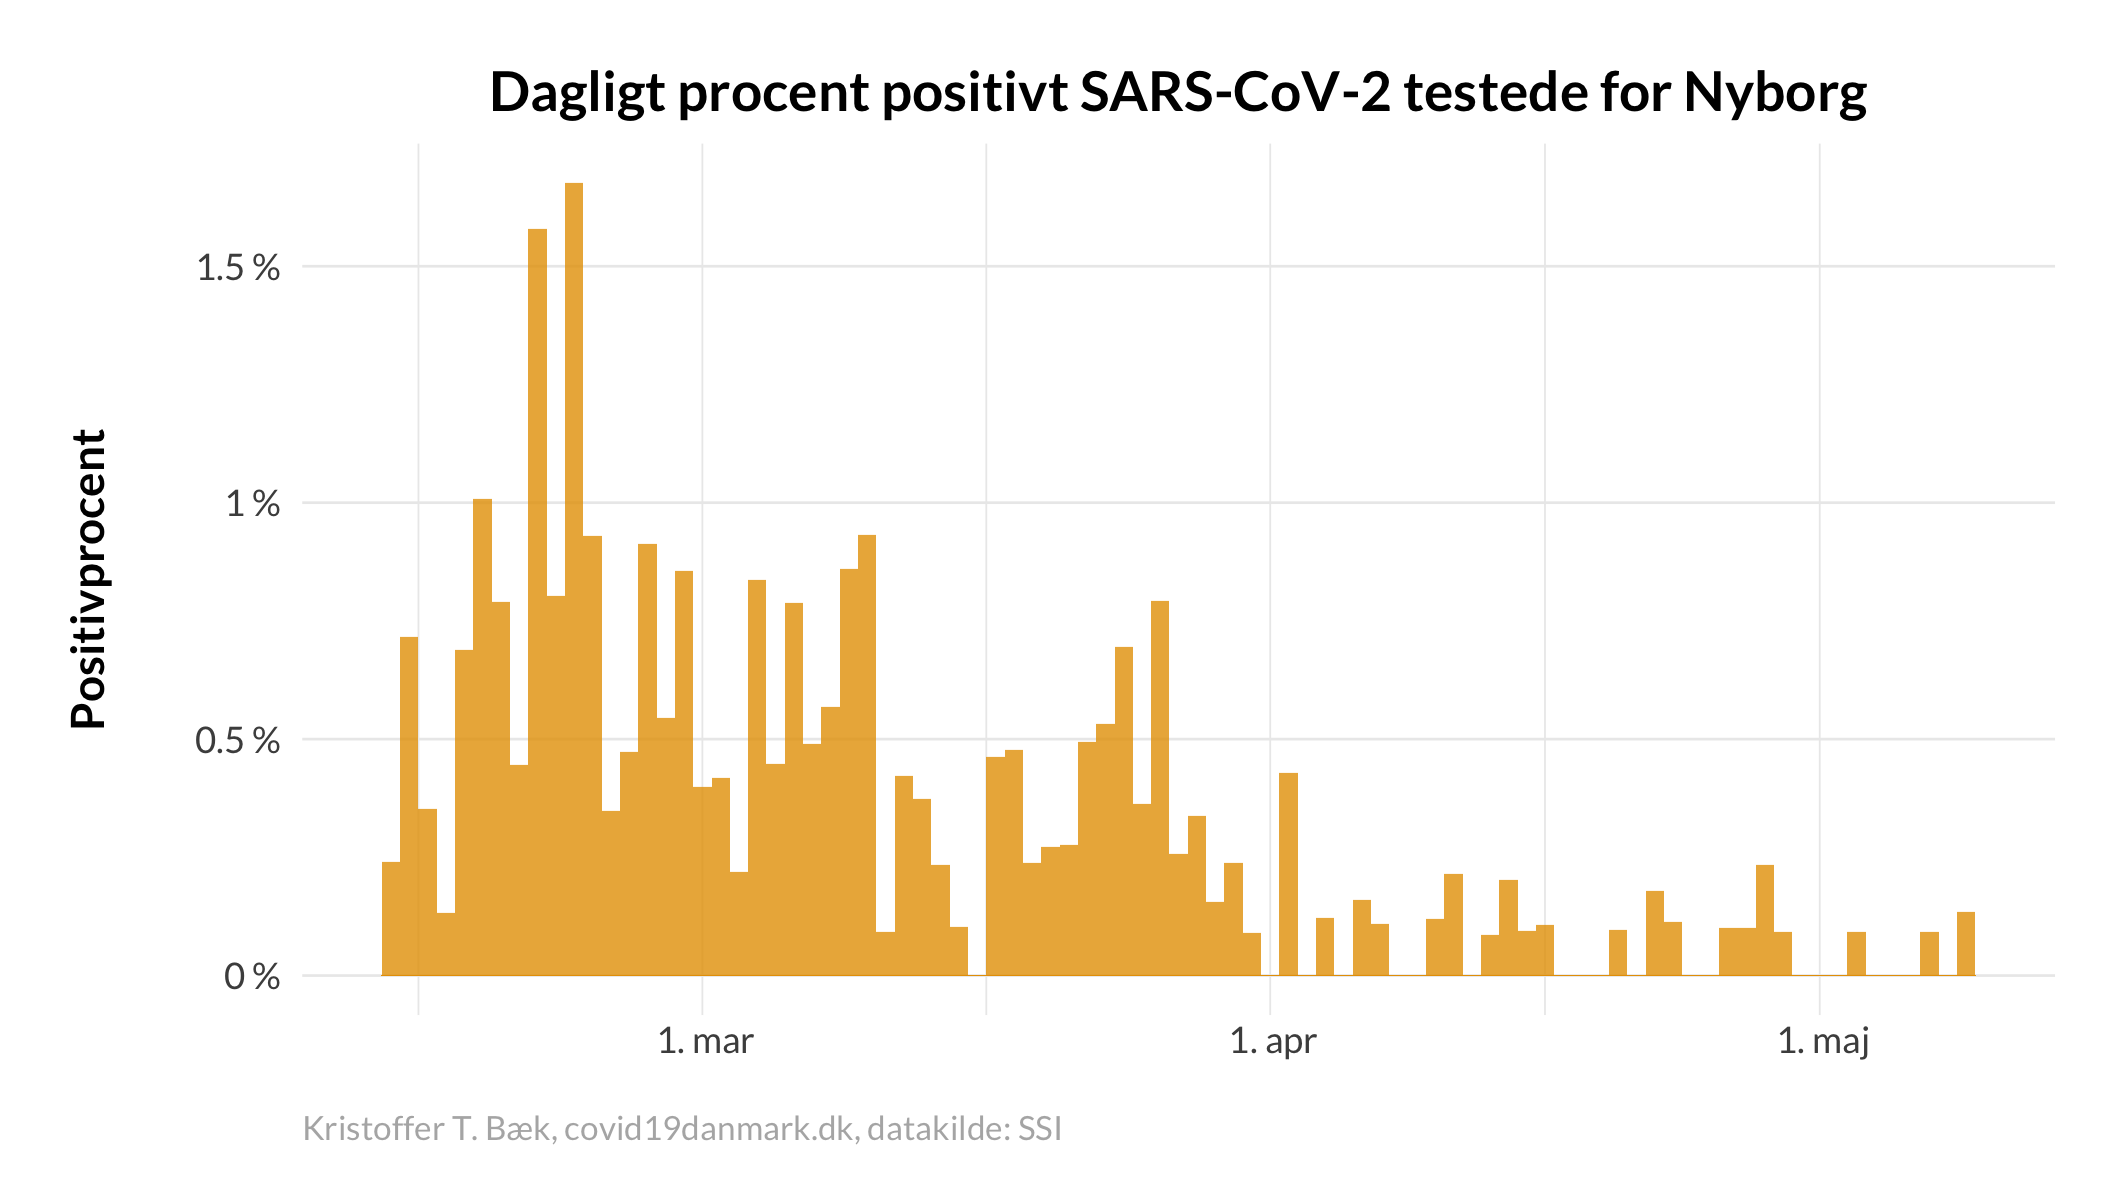 Dagligt procent positivt SARS-CoV-2 testede for Nyborg
Positivprocent
1.5 %
1 %
0.5 %
0 %
1. mar
1. apr
1. maj
Kristoffer T. Bæk, covid19danmark.dk, datakilde: SSI